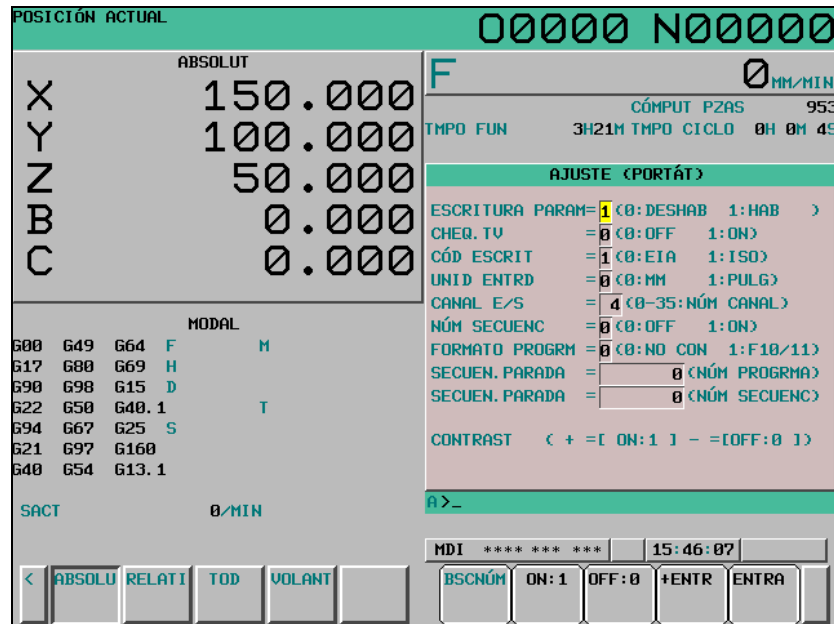 POSICIÓN ACTUAL
O0000 N00000
ABSOLUT
X 150.000
Y 100.000
Z 50.000
B 0.000
C 0.000
F 0 MM/MIN
CÓMPUT PZAS 953
TMPO FUN 3H21M TMPO CICLO 0H 0M 4S
AJUSTE (PORTÁT)
ESCRITURA PARAM= 1 (0:DESHAB 1:HAB )
CHEQ.TV = 0 (0:OFF 1:ON)
CÓD ESCRIT = 1 (0:EIA 1:ISO)
UNID ENTRD = 0 (0:MM 1:PULG)
CANAL E/S = 4 (0-35:NÚM CANAL)
NÚM SECUENC = 0 (0:OFF 1:ON)
FORMATO PROGRM = 0 (0:NO CON 1:F10/11)
SECUEN.PARADA = 0 (NÚM PROGRMA)
SECUEN.PARADA = 0 (NÚM SECUENC)
CONTRAST ( + =[ ON:1 ] - =[OFF:0 ])
MODAL
G00 G49 G64 F M
G17 G80 G69 H
G90 G98 G15 D
G22 G50 G40.1 T
G94 G67 G25 S
G21 G97 G160
G40 G54 G13.1
SACT 0/MIN
A>_
MDI **** *** *** 15:46:07
< ABSOLU RELATI TOD VOLANT
BSCNÚM ON:1 OFF:0 +ENTR ENTRA